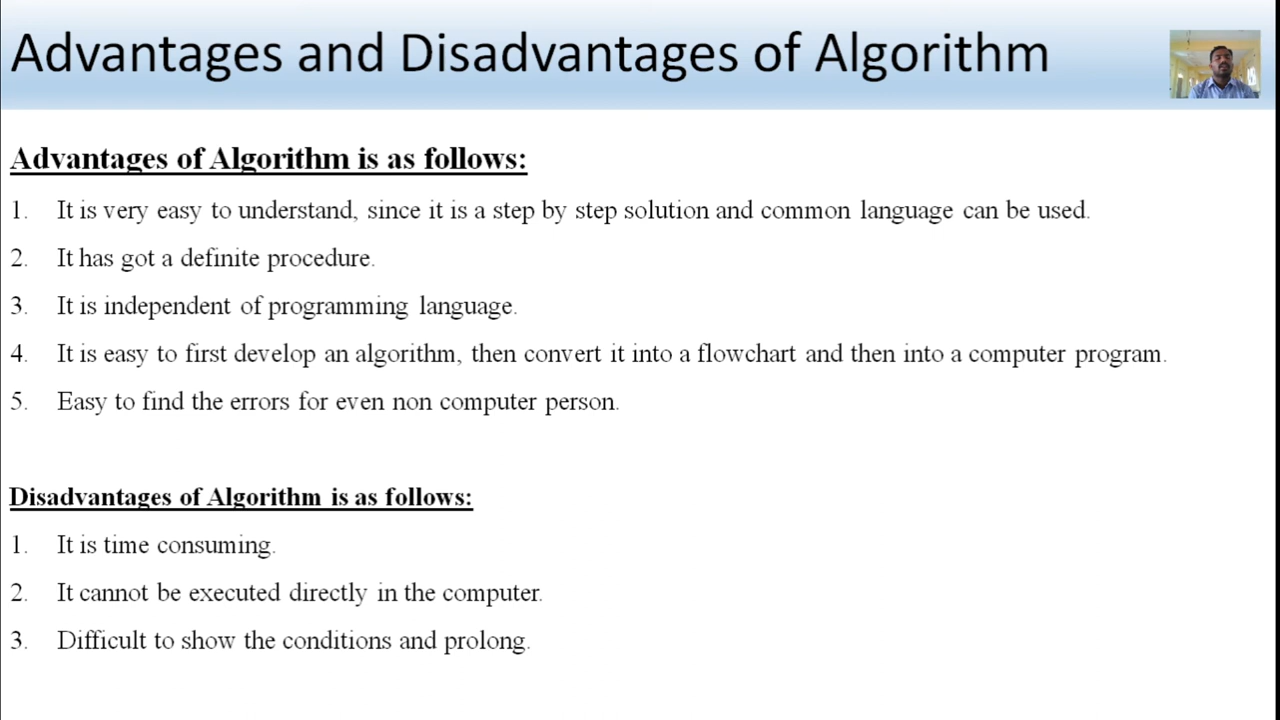 Advantages and Disadvantages of Algorithm
Advantages of Algorithm is as follows:
1. It is very easy to understand, since it is a step by step solution and common language can be used.
2. It has got a definite procedure.
3. It is independent of programming language.
4. It is easy to first develop an algorithm, then convert it into a flowchart and then into a computer program.
5. Easy to find the errors for even non computer person.
Disadvantages of Algorithm is as follows:
1. It is time consuming.
2. It cannot be executed directly in the computer.
3. Difficult to show the conditions and prolong.